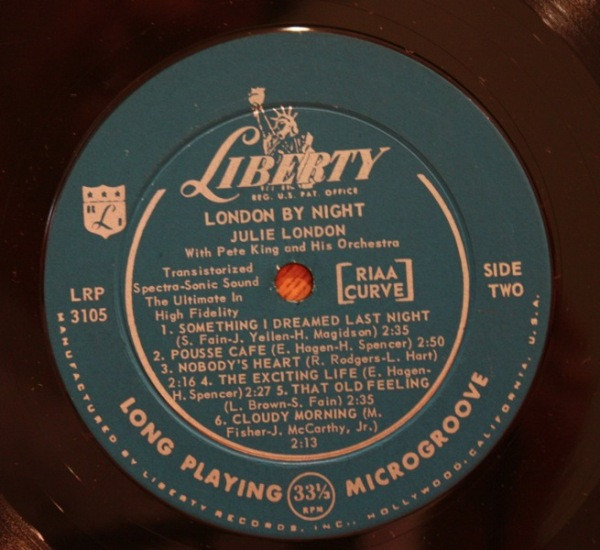 LIBERTY
REG. U.S. PAT. OFFICE
LONDON BY NIGHT
JULIE LONDON
With Pete King and His Orchestra
"L"
Transistorized
Spectra-Sonic Sound
The Ultimate In
High Fidelity
RIAA
CURVE
LRP
3105
SIDE
TWO
1. SOMETHING I DREAMED LAST NIGHT
(S. Fain-J. Yellen-H. Magidson) 2:35
2. POUSSE CAFE (E. Hagen-H. Spencer) 2:50
3. NOBODY'S HEART (R. Rodgers-L. Hart)
2:16 4. THE EXCITING LIFE (E. Hagen-
H. Spencer) 2:27 5. THAT OLD FEELING
(L. Brown-S. Fain) 2:35
6. CLOUDY MORNING (M.
Fisher-J. McCarthy, Jr.)
2:13
LONG PLAYING 33⅓ RPM MICROGROOVE
MANUFACTURED BY LIBERTY RECORDS, INC., HOLLYWOOD, CALIFORNIA, U.S.A.